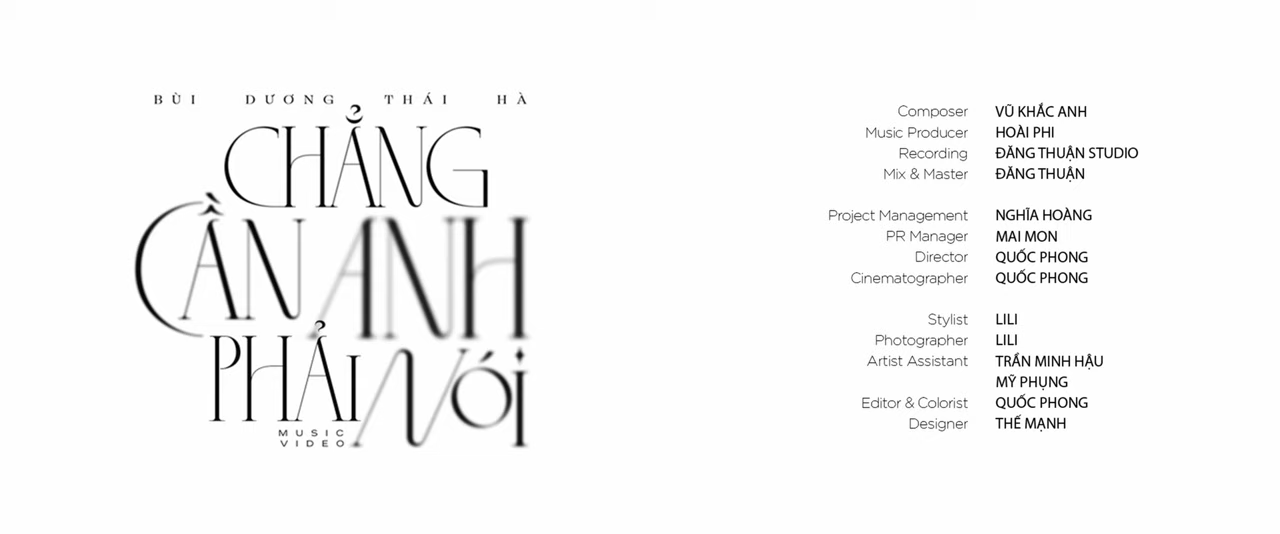 BÙI DƯƠNG THÁI HÀ
CHẲNG
CẦN ANH
PHẢI NÓI
MUSIC
VIDEO
Composer VŨ KHẮC ANH
Music Producer HOÀI PHI
Recording ĐĂNG THUẬN STUDIO
Mix & Master ĐĂNG THUẬN
Project Management NGHĨA HOÀNG
PR Manager MAI MON
Director QUỐC PHONG
Cinematographer QUỐC PHONG
Stylist LILI
Photographer LILI
Artist Assistant TRẦN MINH HẬU
MỸ PHỤNG
Editor & Colorist QUỐC PHONG
Designer THẾ MẠNH